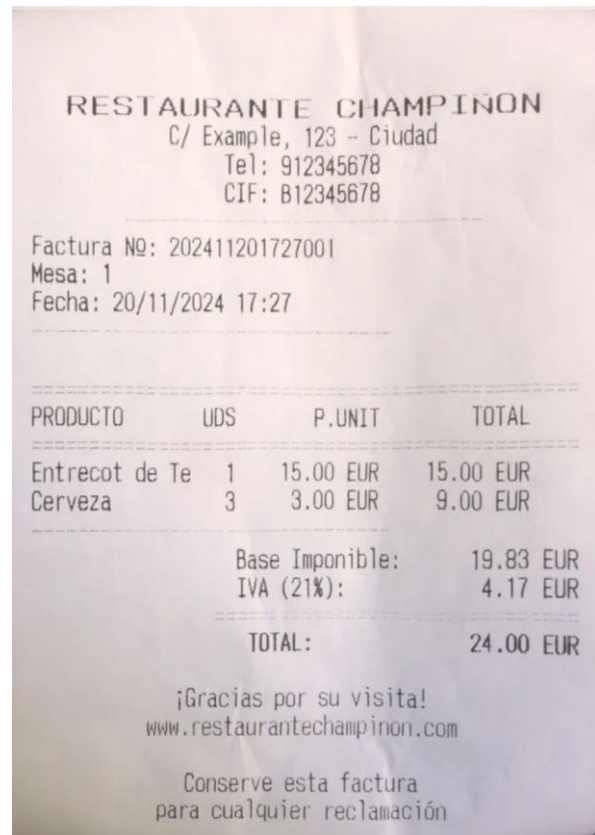 RESTAURANTE CHAMPIÑON
C/ Example, 123 - Ciudad
Tel: 912345678
CIF: B12345678
Factura Nº: 202411201727001
Mesa: 1
Fecha: 20/11/2024 17:27
PRODUCTO UDS P.UNIT TOTAL
Entrecot de Te 1 15.00 EUR 15.00 EUR
Cerveza 3 3.00 EUR 9.00 EUR
Base Imponible: 19.83 EUR
IVA (21%): 4.17 EUR
TOTAL: 24.00 EUR
¡Gracias por su visita!
www.restaurantechampinon.com
Conserve esta factura
para cualquier reclamación